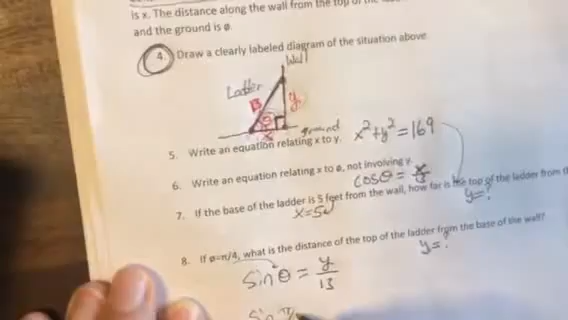 is x. The distance along the wall from the top of the
and the ground is ø.
4. Draw a clearly labeled diagram of the situation above.
Wall
Ladder
13
y
θ
x
ground
5. Write an equation relating x to y. x²+y²=169
6. Write an equation relating x to ø, not involving y.
cosθ = x/13
7. If the base of the ladder is 5 feet from the wall, how far is the top of the ladder from
x=5
y=?
8. If ø=π/4, what is the distance of the top of the ladder from the base of the wall?
y=?
sinθ = y/13
sin π/